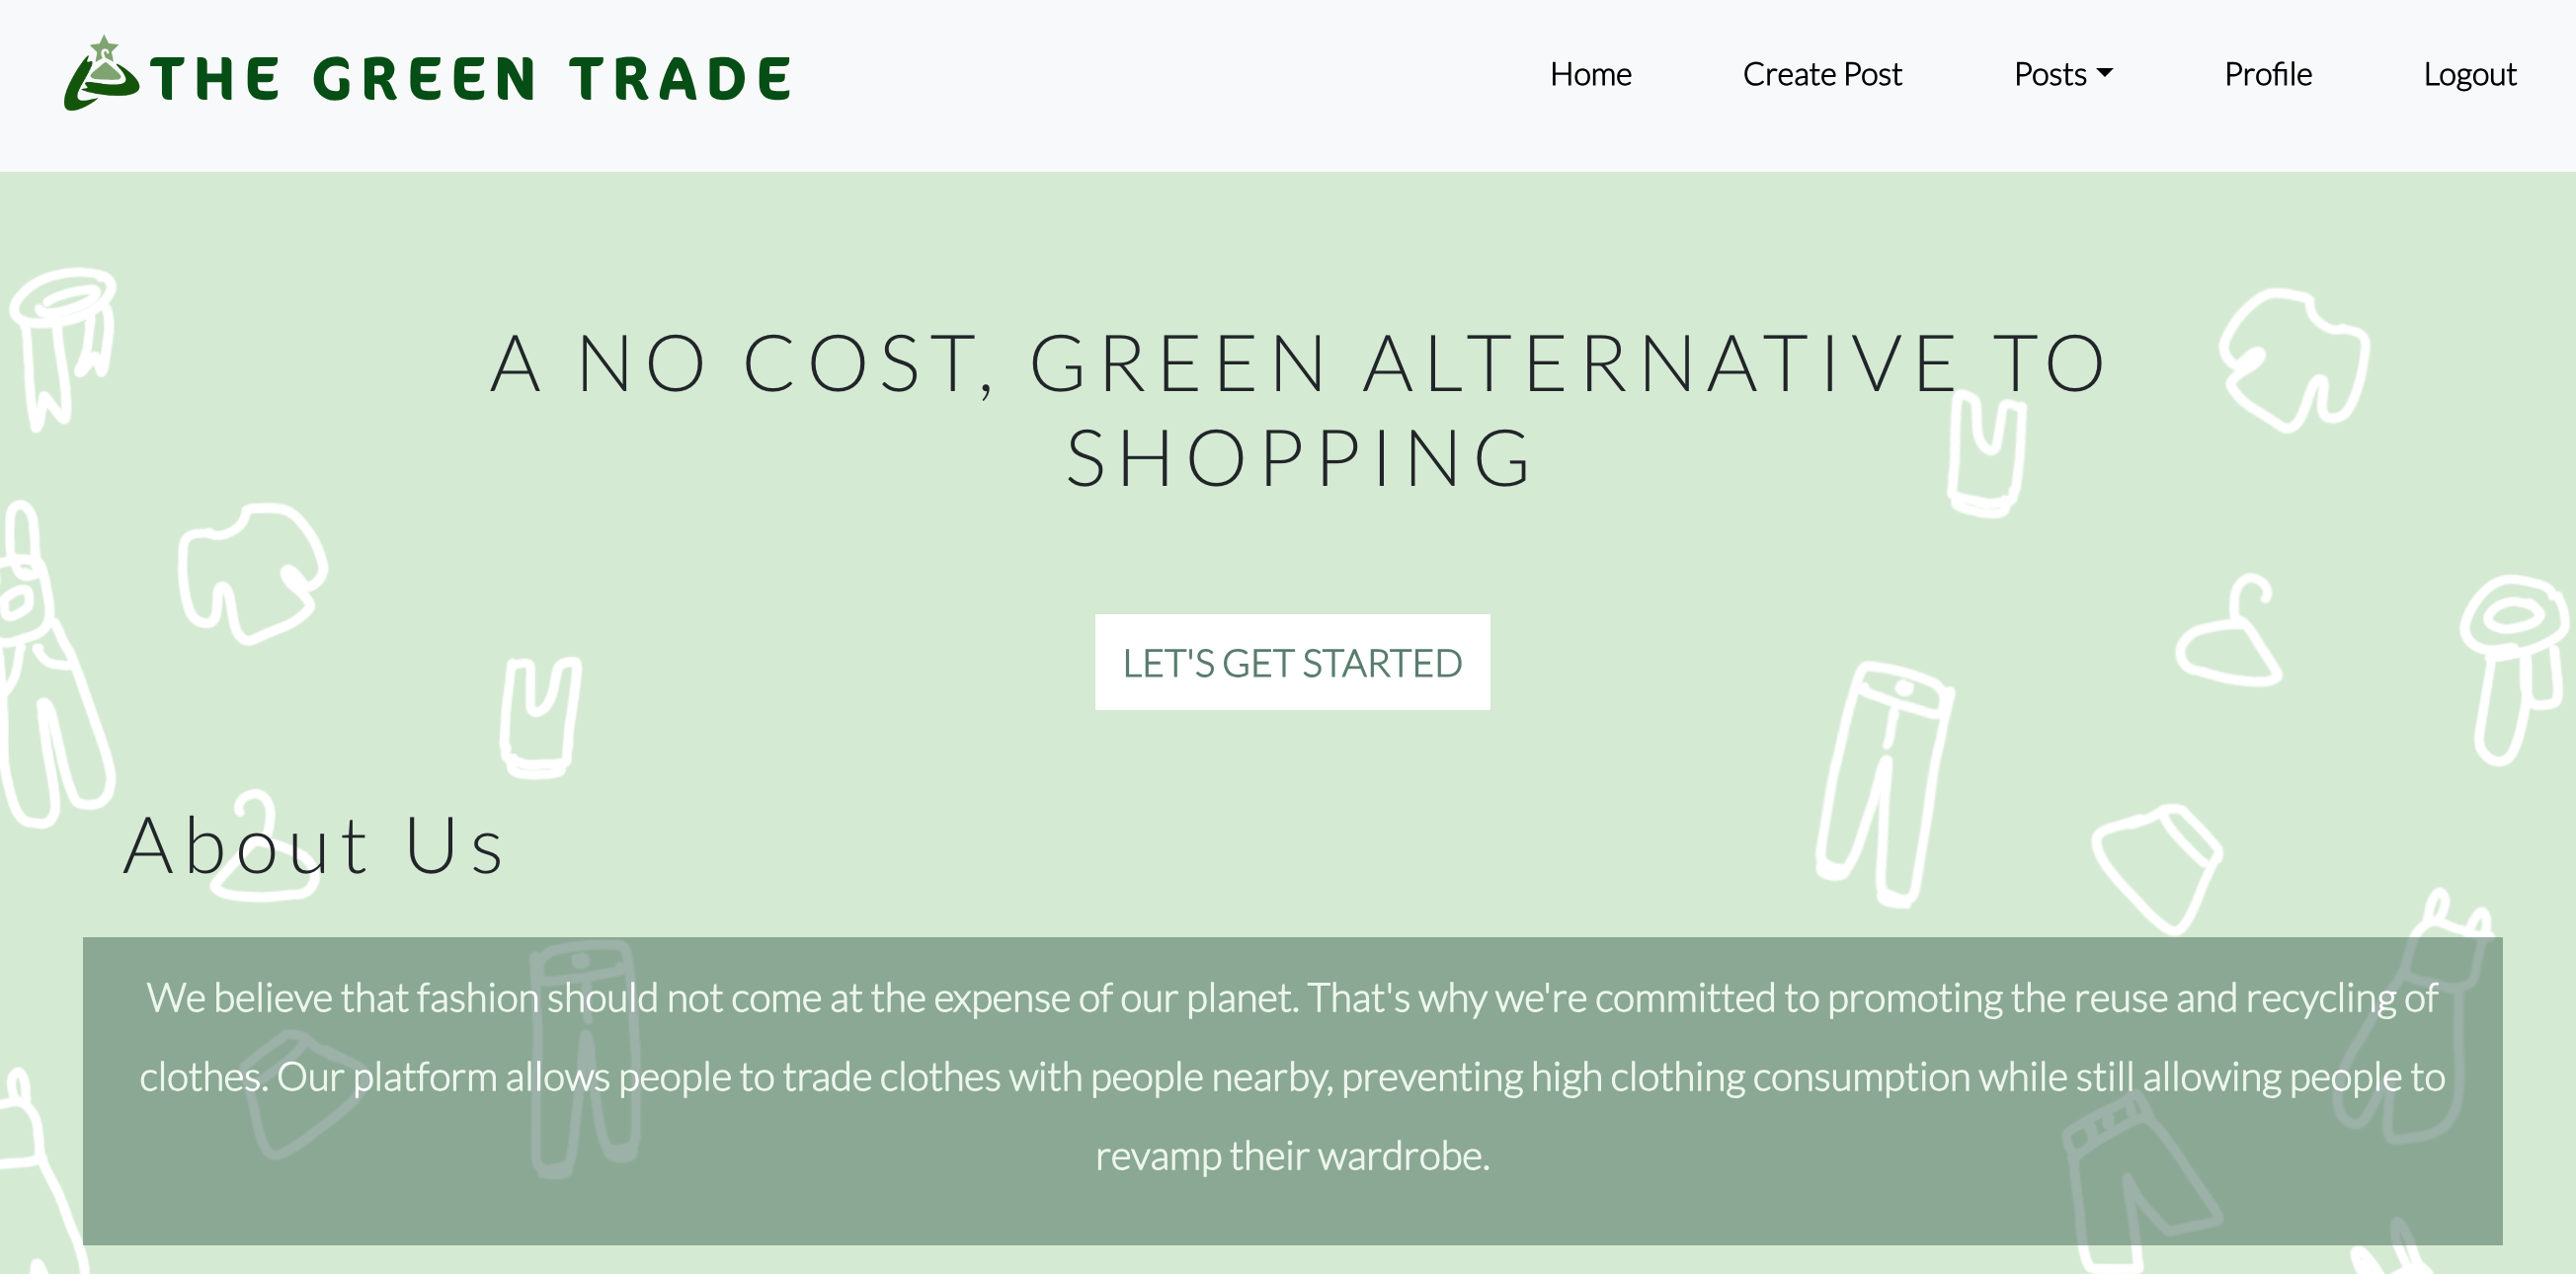 THE GREEN TRADE
Home
Create Post
Posts
Profile
Logout
A NO COST, GREEN ALTERNATIVE TO
SHOPPING
LET'S GET STARTED
About Us
We believe that fashion should not come at the expense of our planet. That's why we're committed to promoting the reuse and recycling of
clothes. Our platform allows people to trade clothes with people nearby, preventing high clothing consumption while still allowing people to
revamp their wardrobe.